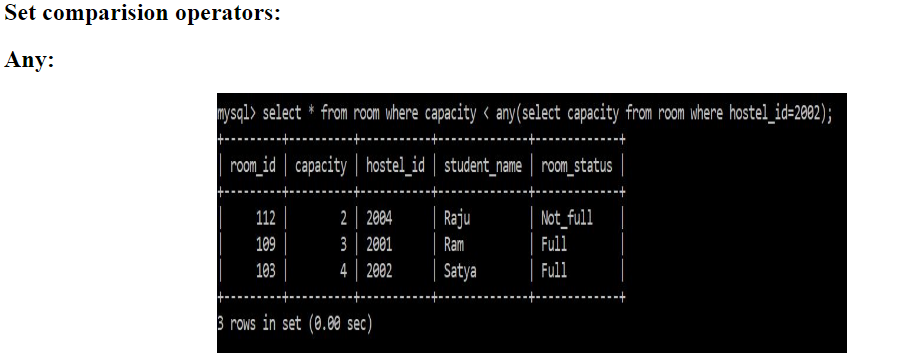 Set comparision operators:
Any:
mysql> select * from room where capacity < any(select capacity from room where hostel_id=2002);
+---------+----------+-----------+--------------+-------------+
| room_id | capacity | hostel_id | student_name | room_status |
+---------+----------+-----------+--------------+-------------+
| 112 | 2 | 2004 | Raju | Not_full |
| 109 | 3 | 2001 | Ram | Full |
| 103 | 4 | 2002 | Satya | Full |
+---------+----------+-----------+--------------+-------------+
3 rows in set (0.00 sec)